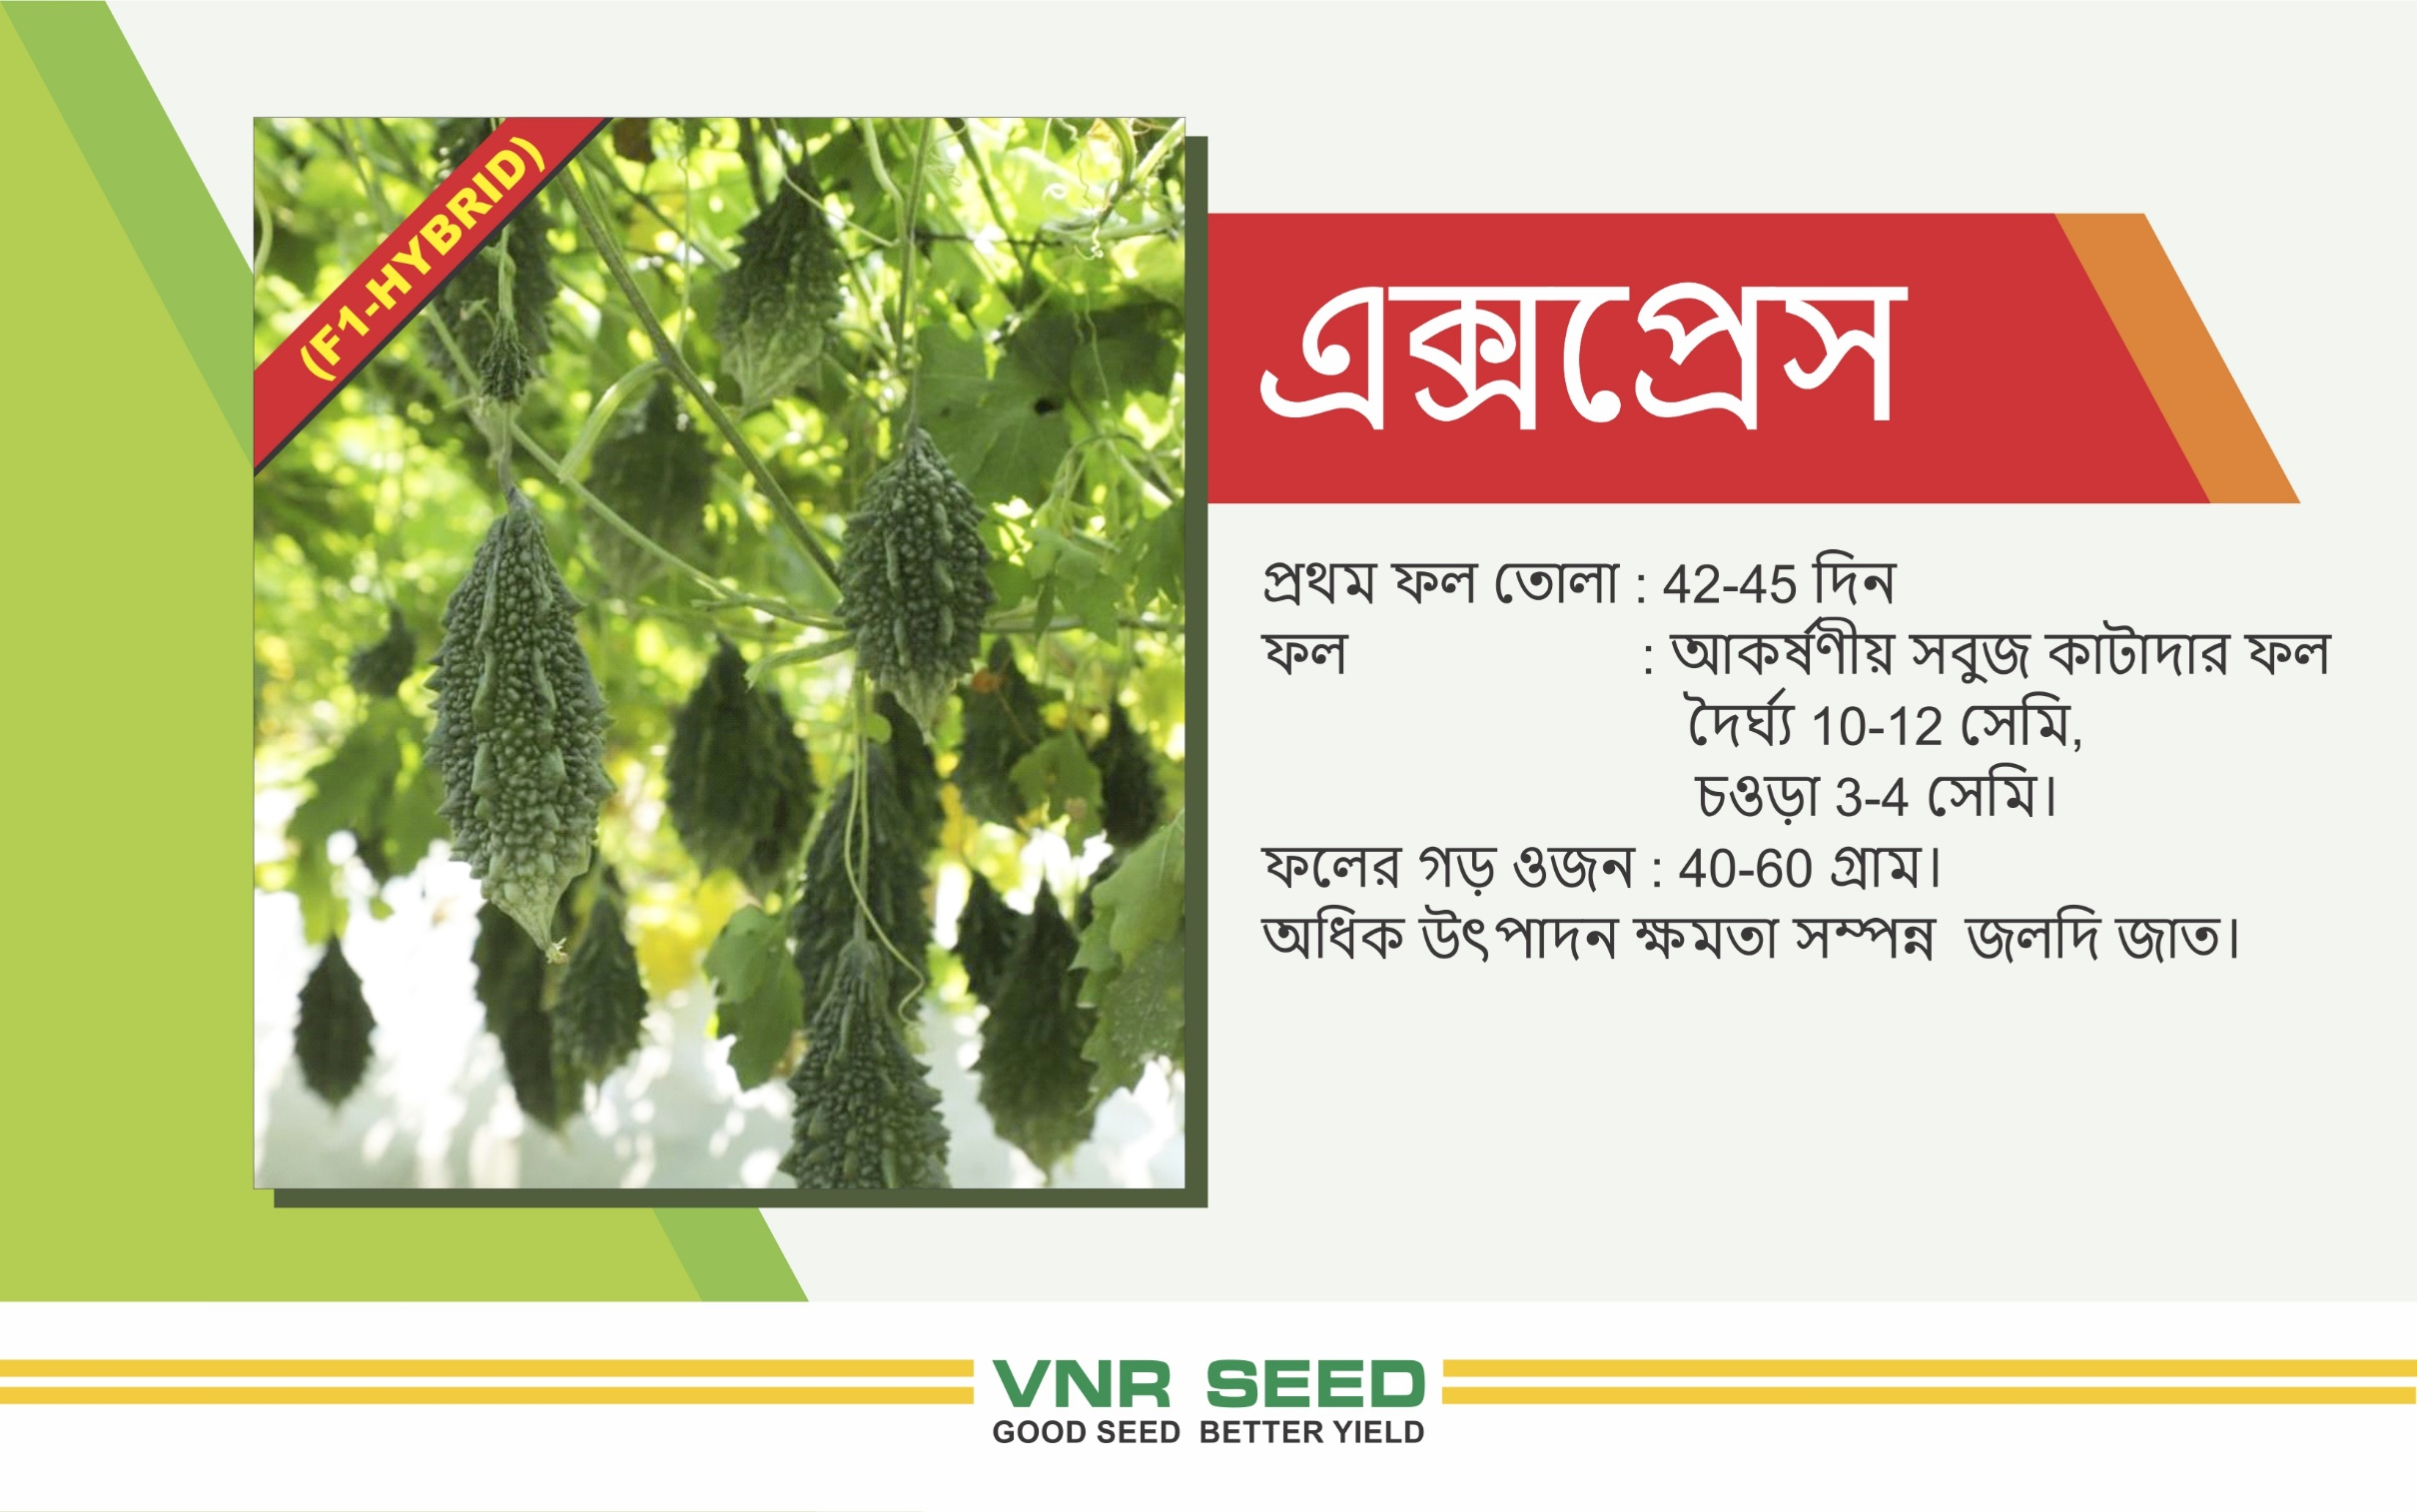 (F1-HYBRID)
এক্সপ্রেস
প্রথম ফল তোলা : 42-45 দিন
ফল : আকর্ষণীয় সবুজ কাটাদার ফল
দৈর্ঘ্য 10-12 সেমি,
চওড়া 3-4 সেমি।
ফলের গড় ওজন : 40-60 গ্রাম।
অধিক উৎপাদন ক্ষমতা সম্পন্ন জলদি জাত।
VNR SEED
GOOD SEED BETTER YIELD